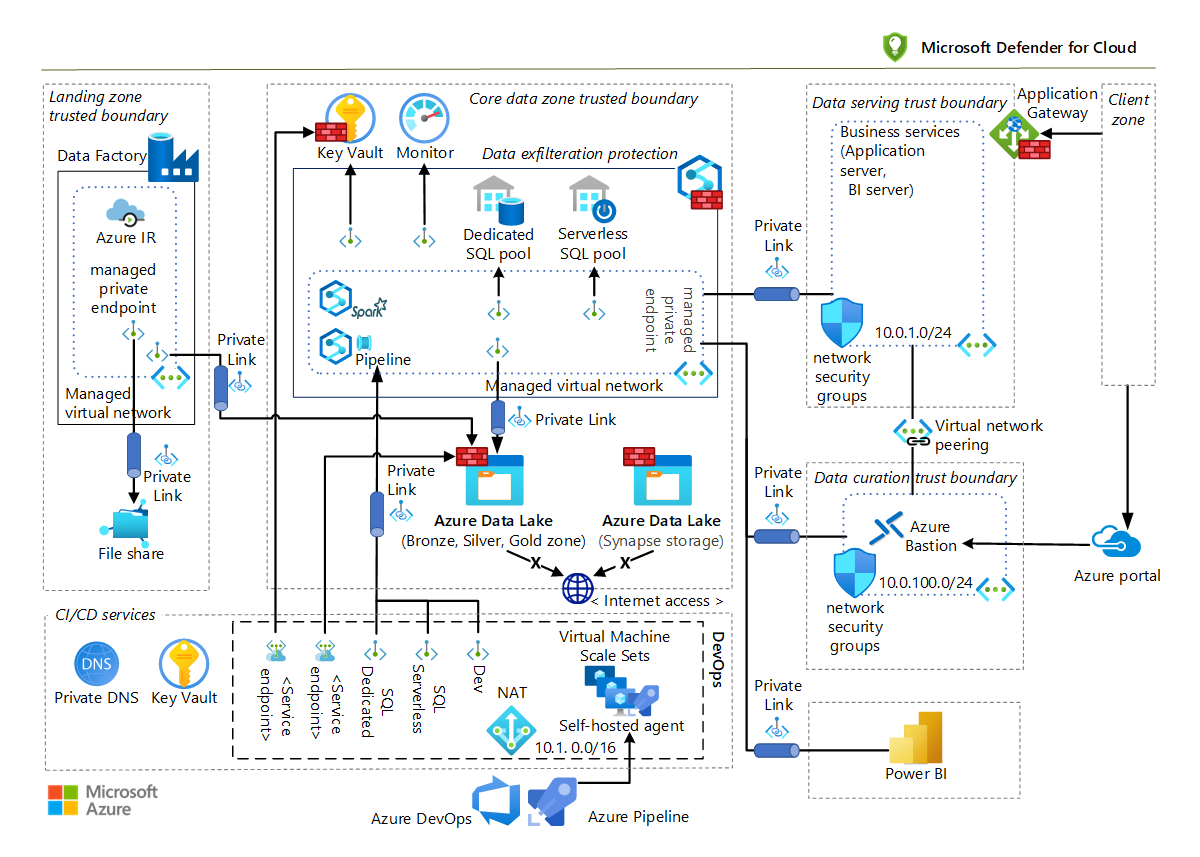 Microsoft Defender for Cloud
Landing zone
trusted boundary
Data Factory
Azure IR
managed
private
endpoint
Managed
virtual network
Private
Link
Private
Link
File share
Core data zone trusted boundary
Key Vault
Monitor
Data exfilteration protection
Dedicated
SQL pool
Serverless
SQL pool
Spark
Pipeline
managed
private
endpoint
Managed virtual network
Private Link
Private
Link
Azure Data Lake
(Bronze, Silver, Gold zone)
Azure Data Lake
(Synapse storage)
X
X
< Internet access >
Data serving trust boundary
Business services
(Application
server,
BI server)
Application
Gateway
Client
zone
Private
Link
10.0.1.0/24
network
security
groups
Virtual network
peering
Data curation trust boundary
Private
Link
Azure
Bastion
10.0.100.0/24
network
security
groups
Azure portal
Private
Link
Power BI
CI/CD services
DNS
Private DNS
Key Vault
<Service
endpoint>
<Service
endpoint>
SQL
Dedicated
SQL
Serverless
Dev
NAT
Virtual Machine
Scale Sets
Self-hosted agent
10.1. 0.0/16
DevOps
Microsoft
Azure
Azure DevOps
Azure Pipeline